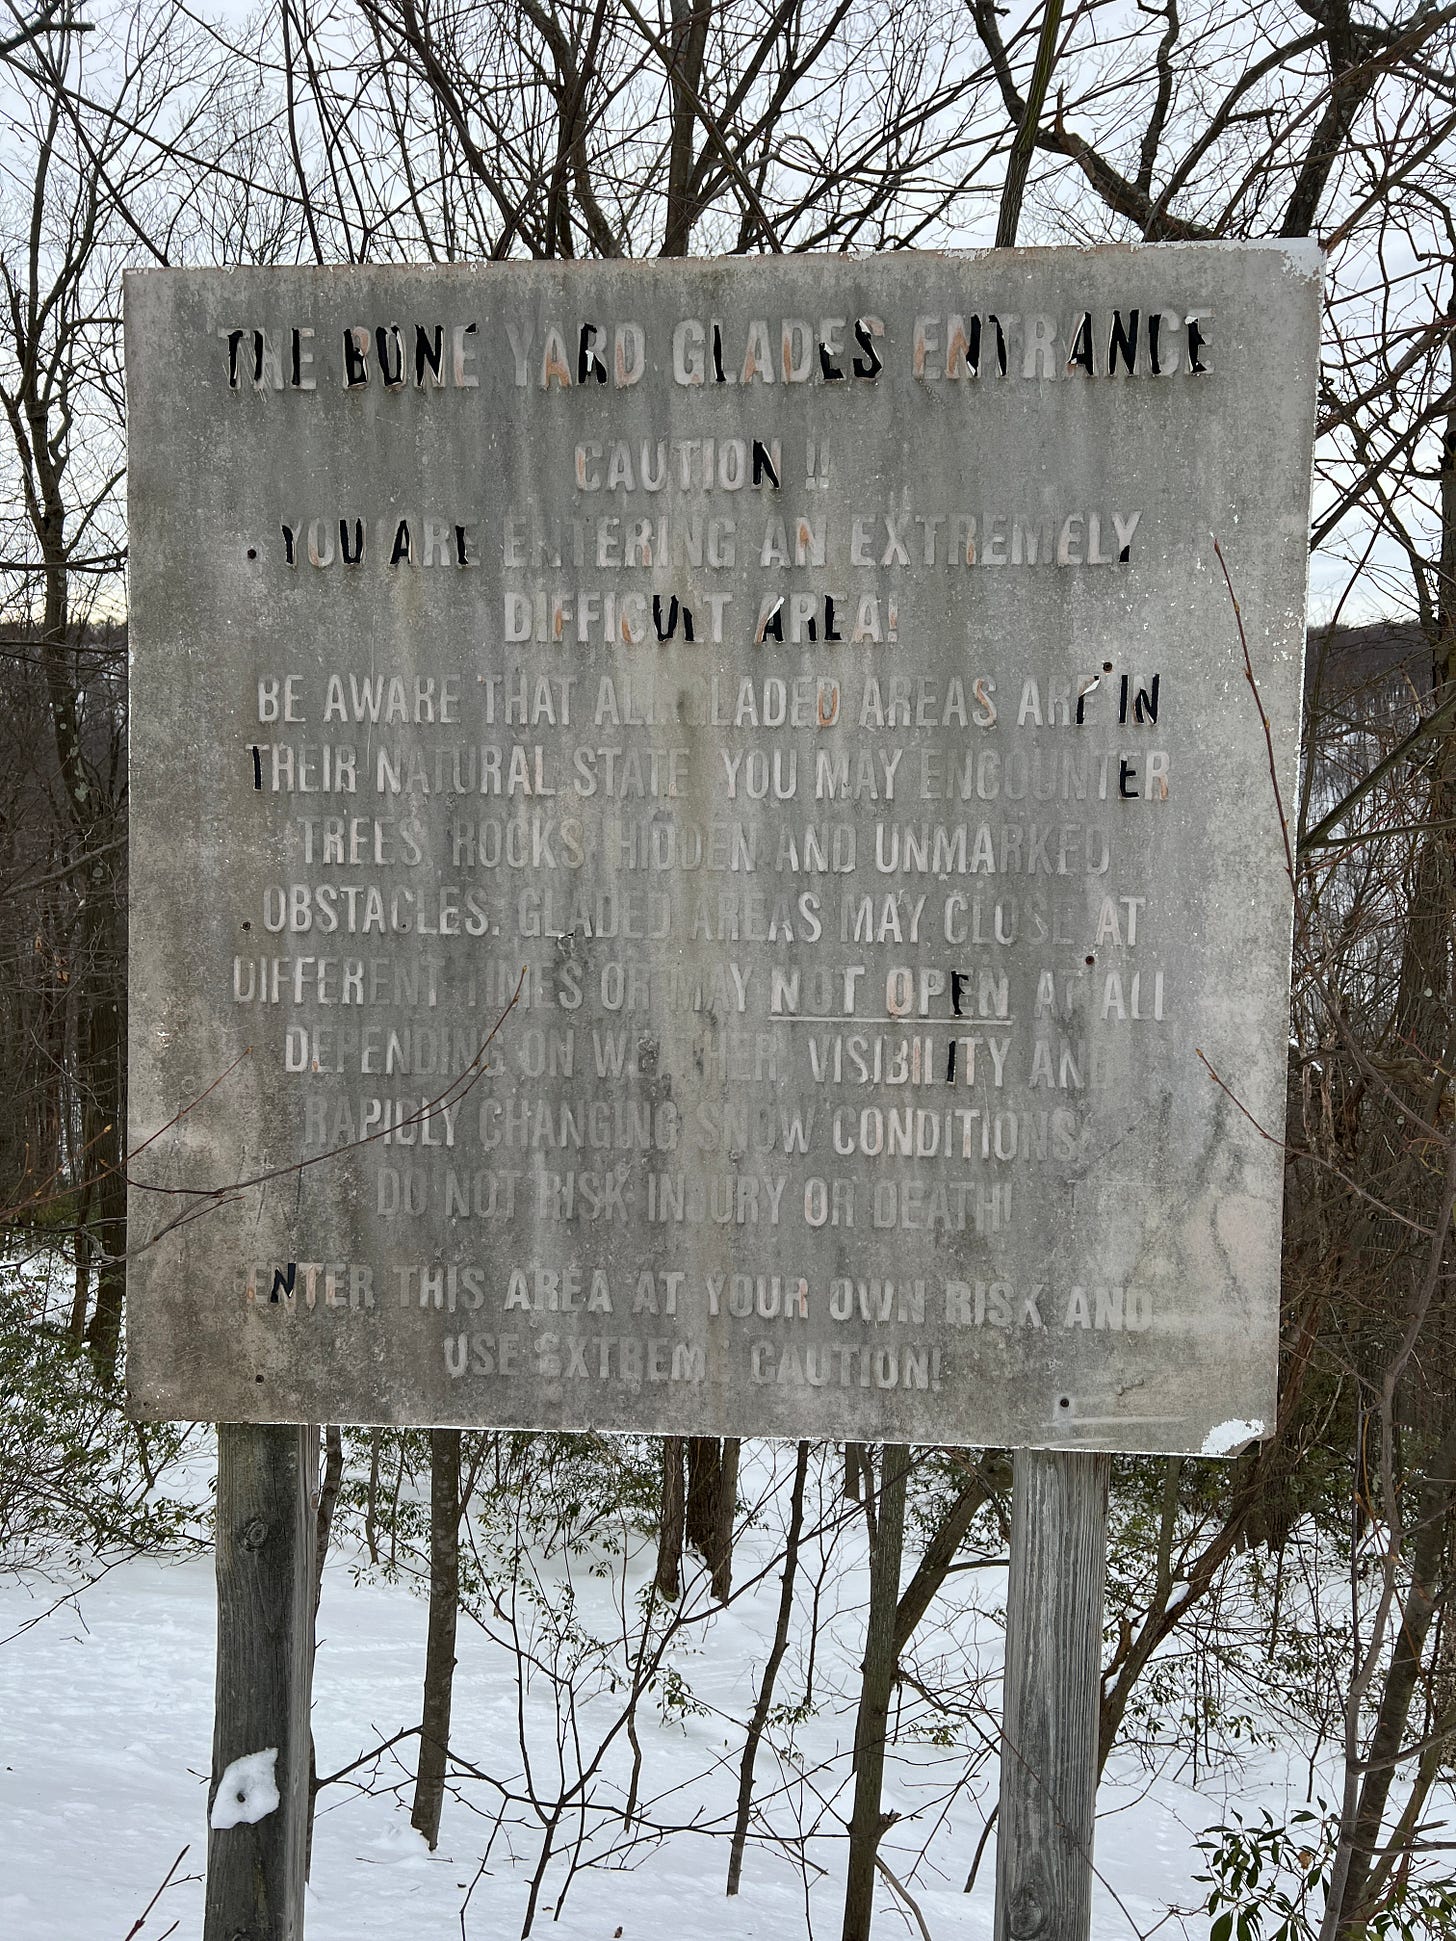 THE BONE YARD GLADES ENTRANCE
CAUTION !!
YOU ARE ENTERING AN EXTREMELY
DIFFICULT AREA!
BE AWARE THAT ALL GLADED AREAS ARE IN
THEIR NATURAL STATE YOU MAY ENCOUNTER
TREES, ROCKS, HIDDEN AND UNMARKED
OBSTACLES. GLADED AREAS MAY CLOSE AT
DIFFERENT TIMES OR MAY NOT OPEN AT ALL
DEPENDING ON WEATHER VISIBILITY AND
RAPIDLY CHANGING SNOW CONDITIONS
DO NOT RISK INJURY OR DEATH!
ENTER THIS AREA AT YOUR OWN RISK AND
USE EXTREME CAUTION!